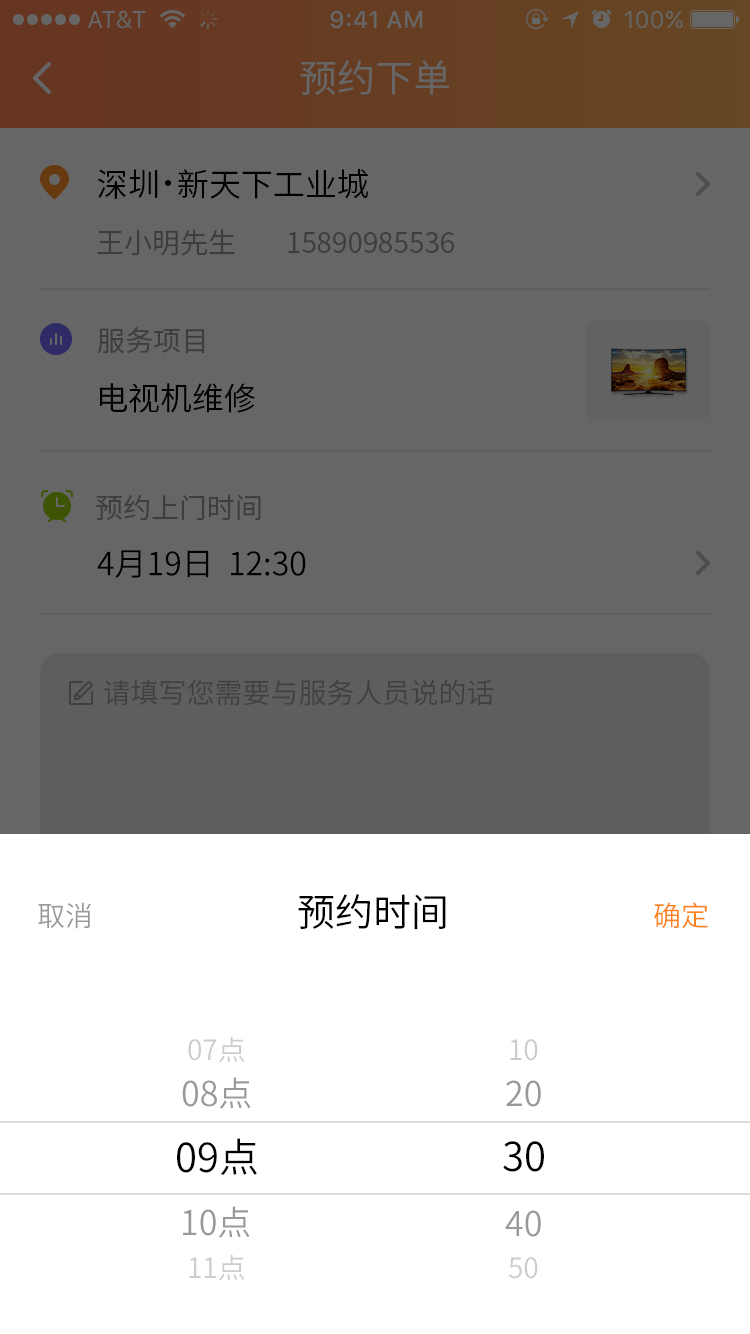 AT&T 9:41 AM 100%
预约下单
深圳·新天下工业城
王小明先生 15890985536
服务项目
电视机维修
预约上门时间
4月19日 12:30
请填写您需要与服务人员说的话
取消 预约时间 确定
07点 10
08点 20
09点 30
10点 40
11点 50